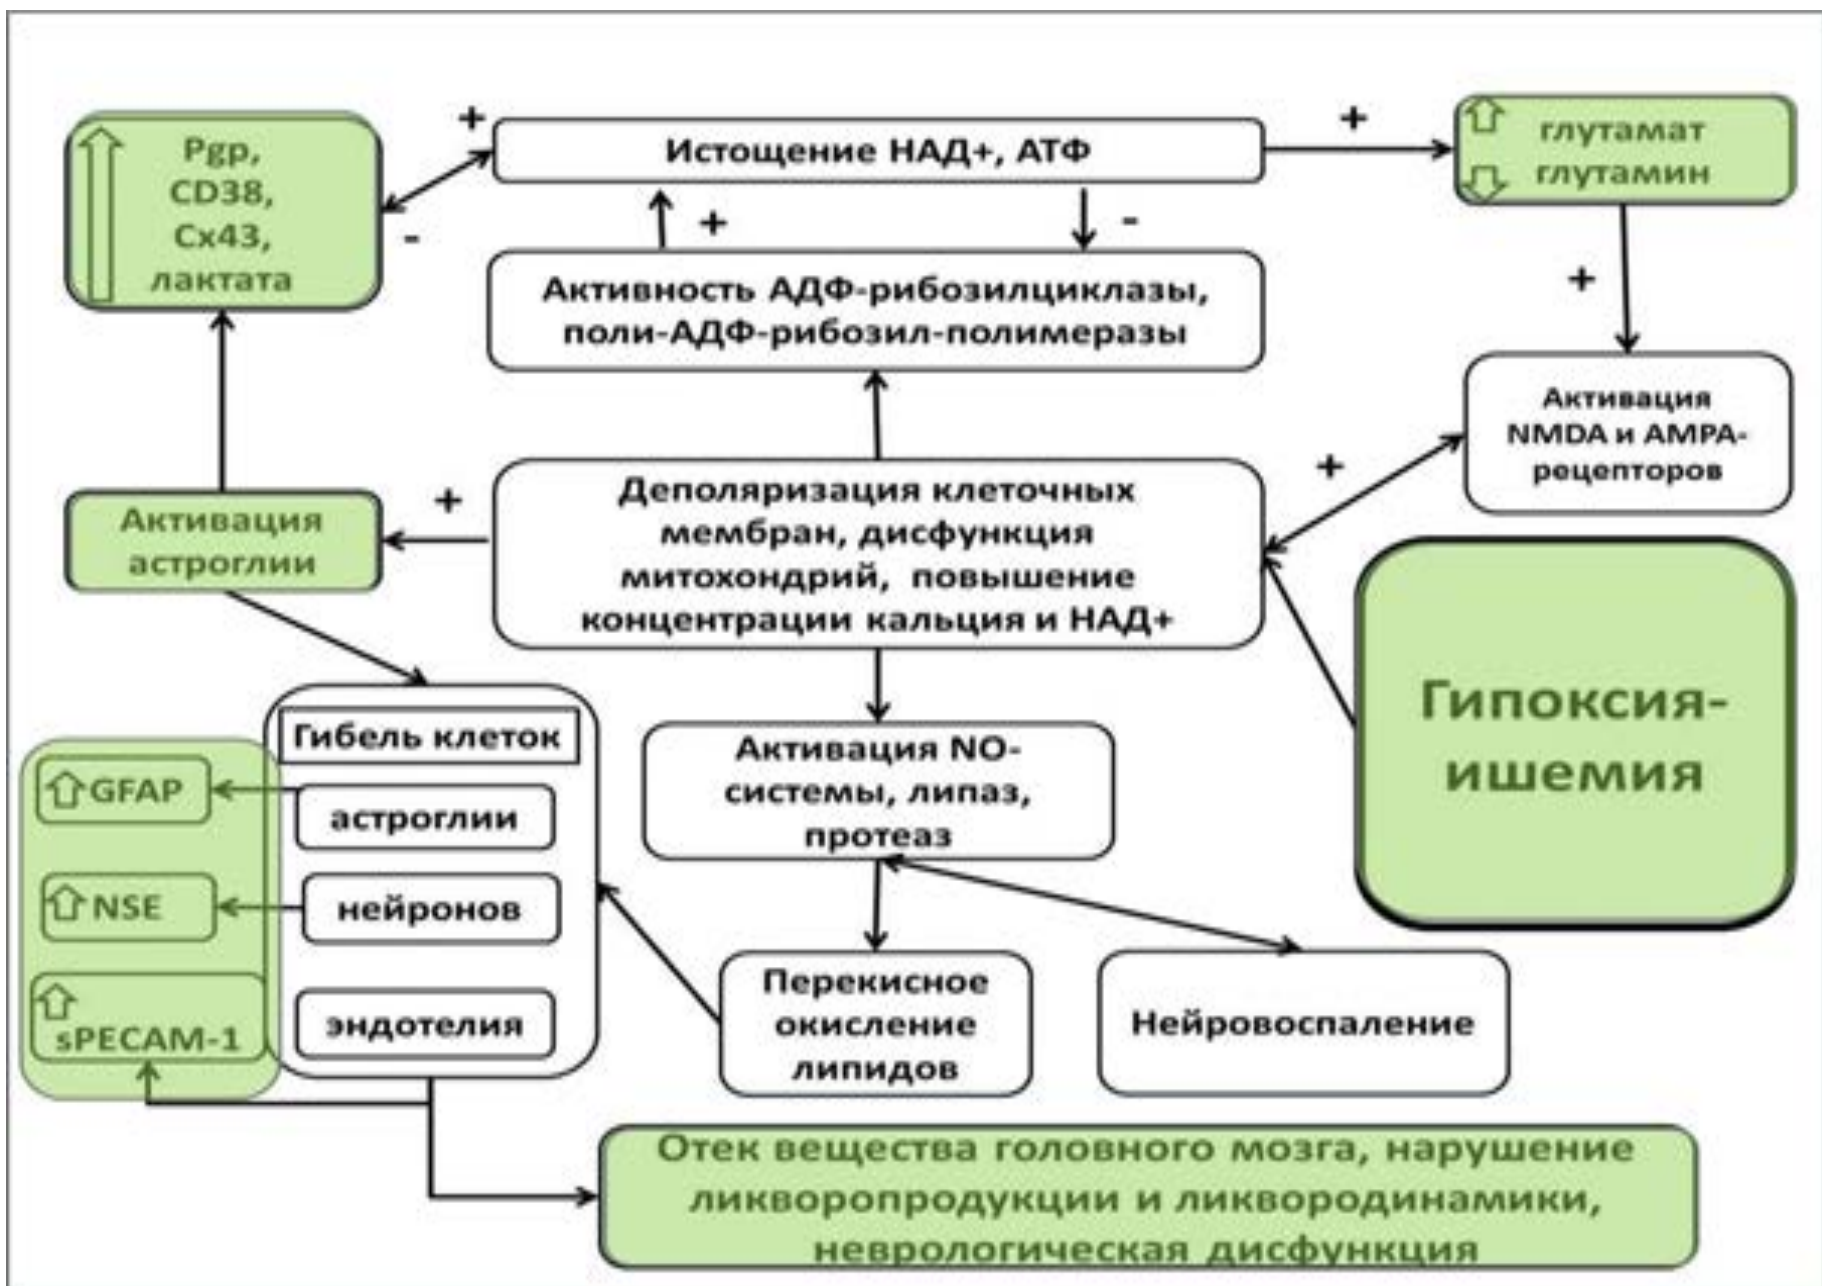 Pgp,
CD38,
Cx43,
лактата
+
-
Истощение НАД+, АТФ
+
глутамат
глутамин
+
-
Активность АДФ-рибозилциклазы,
поли-АДФ-рибозил-полимеразы
+
Активация
NMDA и AMPA-
рецепторов
Активация
астроглии
+
Деполяризация клеточных
мембран, дисфункция
митохондрий, повышение
концентрации кальция и НАД+
+
Гипоксия-
ишемия
Гибель клеток
астроглии
нейронов
эндотелия
GFAP
NSE
sPECAM-1
Активация NO-
системы, липаз,
протеаз
Перекисное
окисление
липидов
Нейровоспаление
Отек вещества головного мозга, нарушение
ликворопродукции и ликвородинамики,
неврологическая дисфункция